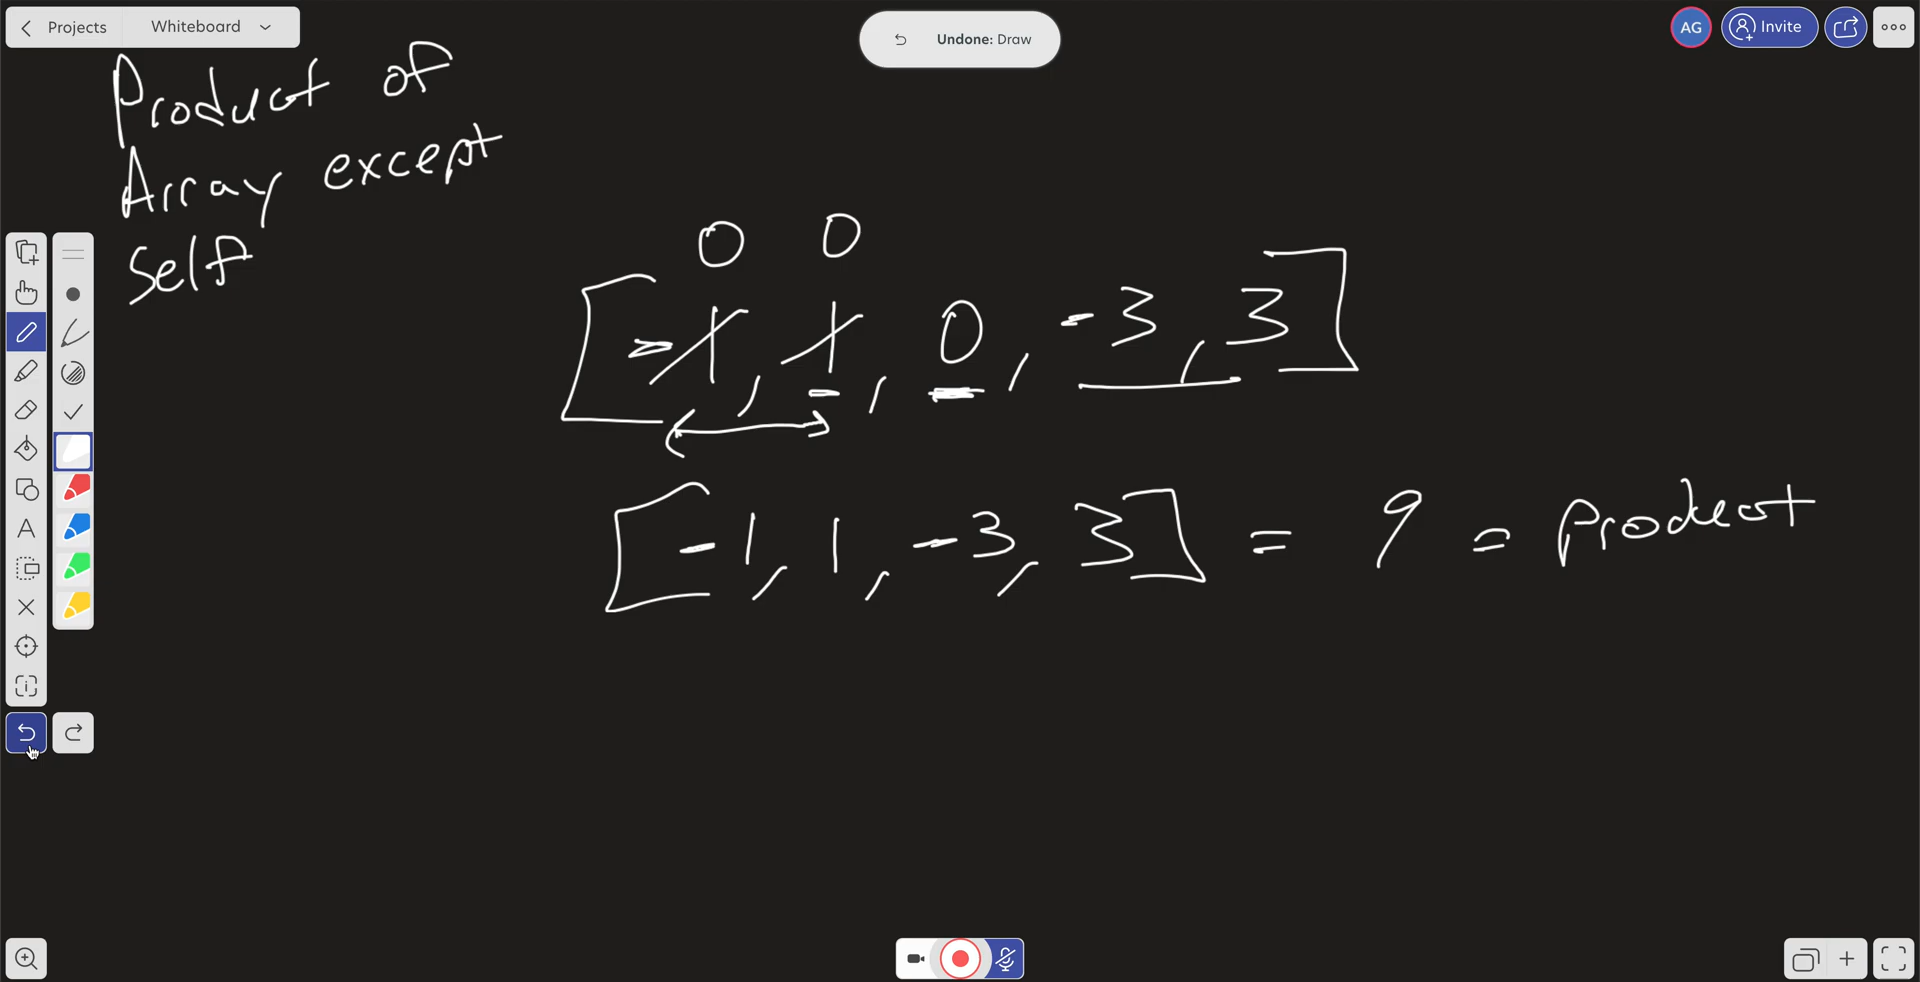 Projects Whiteboard
Undone: Draw
AG Invite
Product of
Array except
Self
0 0
[-1, 1, 0, -3, 3]
[-1, 1, -3, 3] = 9 = product
A